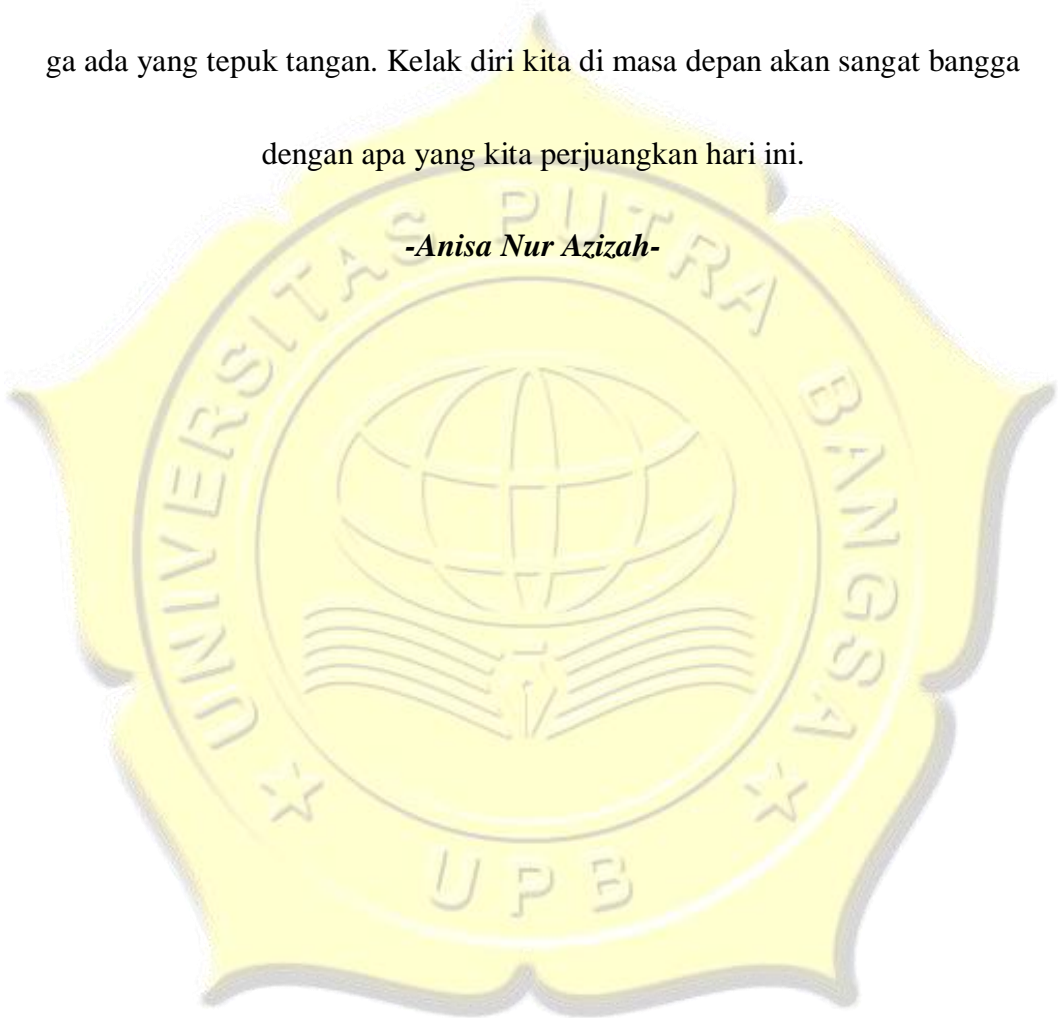 ga ada yang tepuk tangan. Kelak diri kita di masa depan akan sangat bangga
dengan apa yang kita perjuangkan hari ini.
-Anisa Nur Azizah-
UNIVERSITAS PUTRA BANGSA
UPB